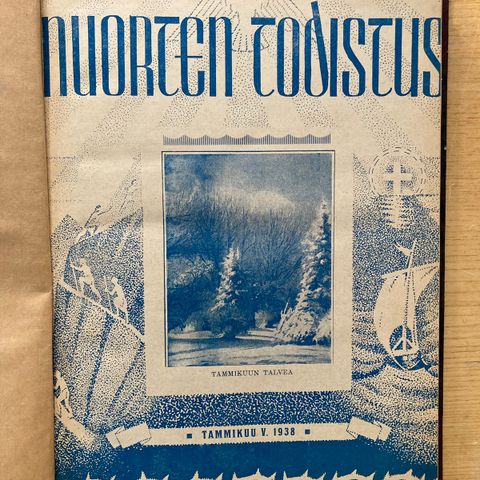 NUORTEN TODISTUS
TAMMIKUUN TALVEA
TAMMIKUU V. 1938